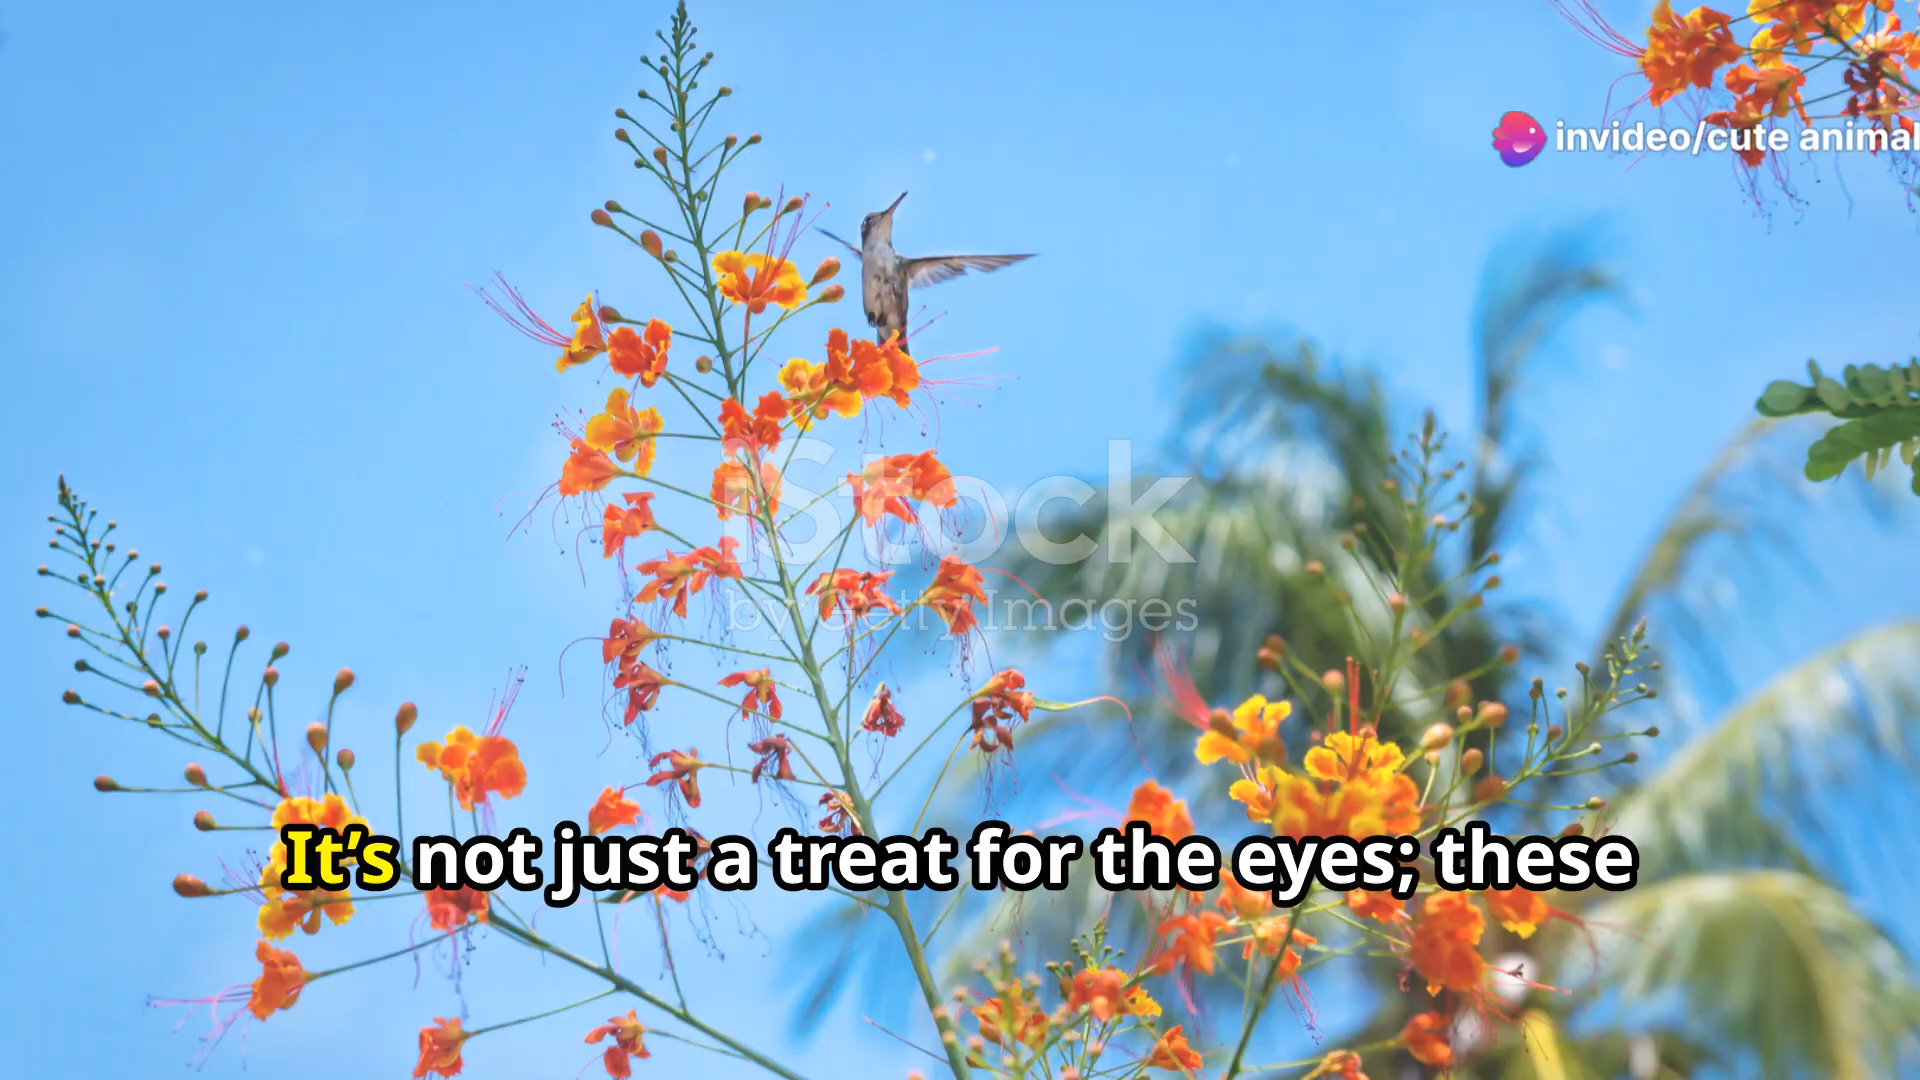 invideo/cute animal
iStock
by Getty Images
It’s not just a treat for the eyes; these